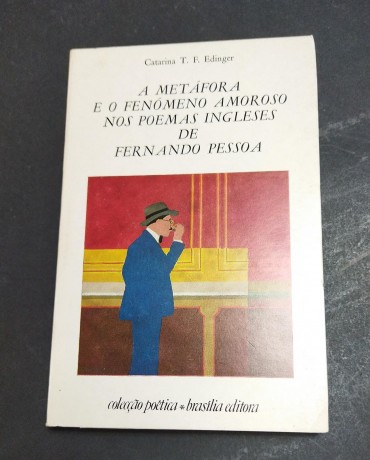 Catarina T. F. Edinger
A METÁFORA
E O FENÓMENO AMOROSO
NOS POEMAS INGLESES
DE
FERNANDO PESSOA
colecção poética * brasília editora